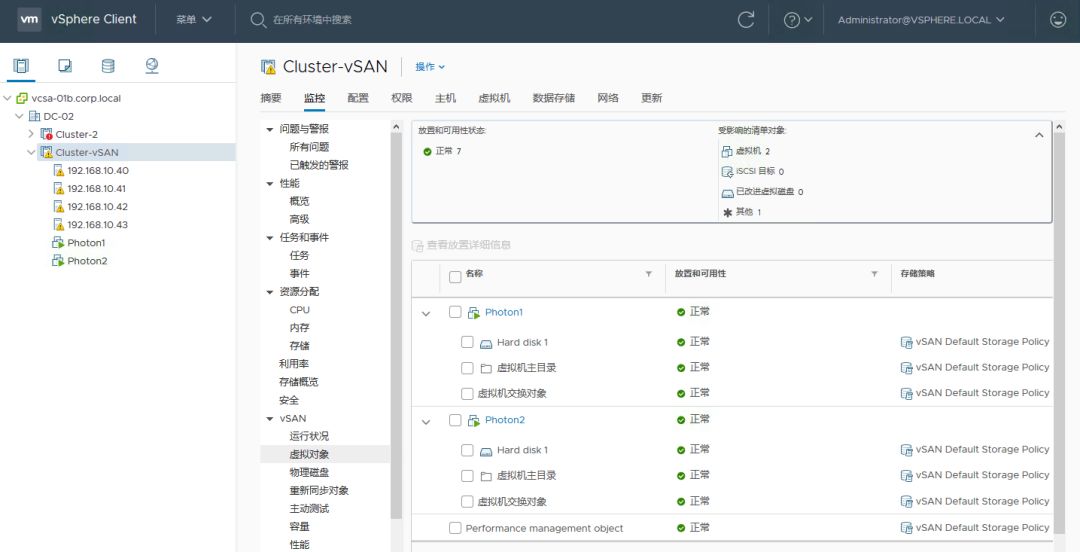 vm vSphere Client 菜单 在所有环境中搜索 Administrator@VSPHERE.LOCAL
vcsa-01b.corp.local
DC-02
Cluster-2
Cluster-vSAN
192.168.10.40
192.168.10.41
192.168.10.42
192.168.10.43
Photon1
Photon2
Cluster-vSAN 操作
摘要 监控 配置 权限 主机 虚拟机 数据存储 网络 更新
问题与警报
所有问题
已触发的警报
性能
概览
高级
任务和事件
任务
事件
资源分配
CPU
内存
存储
利用率
存储概览
安全
vSAN
运行状况
虚拟对象
物理磁盘
重新同步对象
主动测试
容量
性能
放置和可用性状态:
正常 7
受影响的清单对象:
虚拟机 2
iSCSI 目标 0
已改进虚拟磁盘 0
其他 1
查看放置详细信息
名称 放置和可用性 存储策略
Photon1 正常
Hard disk 1 正常 vSAN Default Storage Policy
虚拟机主目录 正常 vSAN Default Storage Policy
虚拟机交换对象 正常 vSAN Default Storage Policy
Photon2 正常
Hard disk 1 正常 vSAN Default Storage Policy
虚拟机主目录 正常 vSAN Default Storage Policy
虚拟机交换对象 正常 vSAN Default Storage Policy
Performance management object 正常 vSAN Default Storage Policy